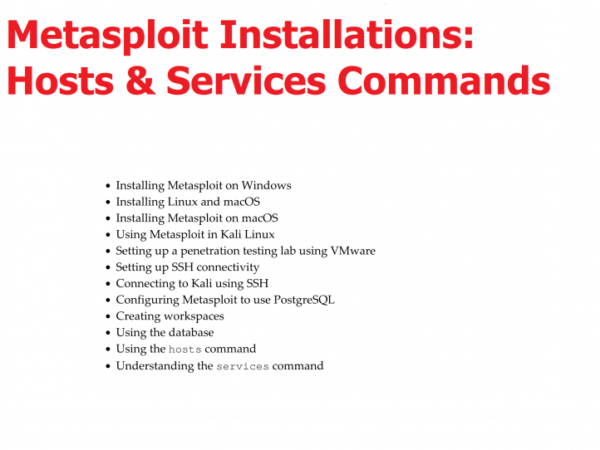 Metasploit Installations:
Hosts & Services Commands
• Installing Metasploit on Windows
• Installing Linux and macOS
• Installing Metasploit on macOS
• Using Metasploit in Kali Linux
• Setting up a penetration testing lab using VMware
• Setting up SSH connectivity
• Connecting to Kali using SSH
• Configuring Metasploit to use PostgreSQL
• Creating workspaces
• Using the database
• Using the hosts command
• Understanding the services command